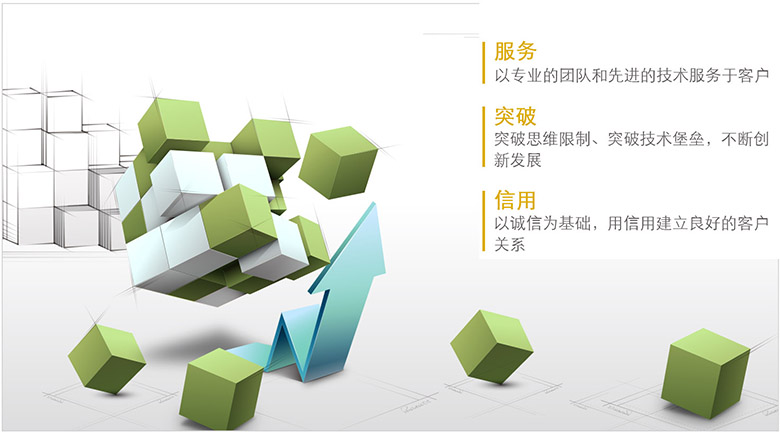 服务
以专业的团队和先进的技术服务于客户
突破
突破思维限制、突破技术堡垒，不断创
新发展
信用
以诚信为基础，用信用建立良好的客户
关系